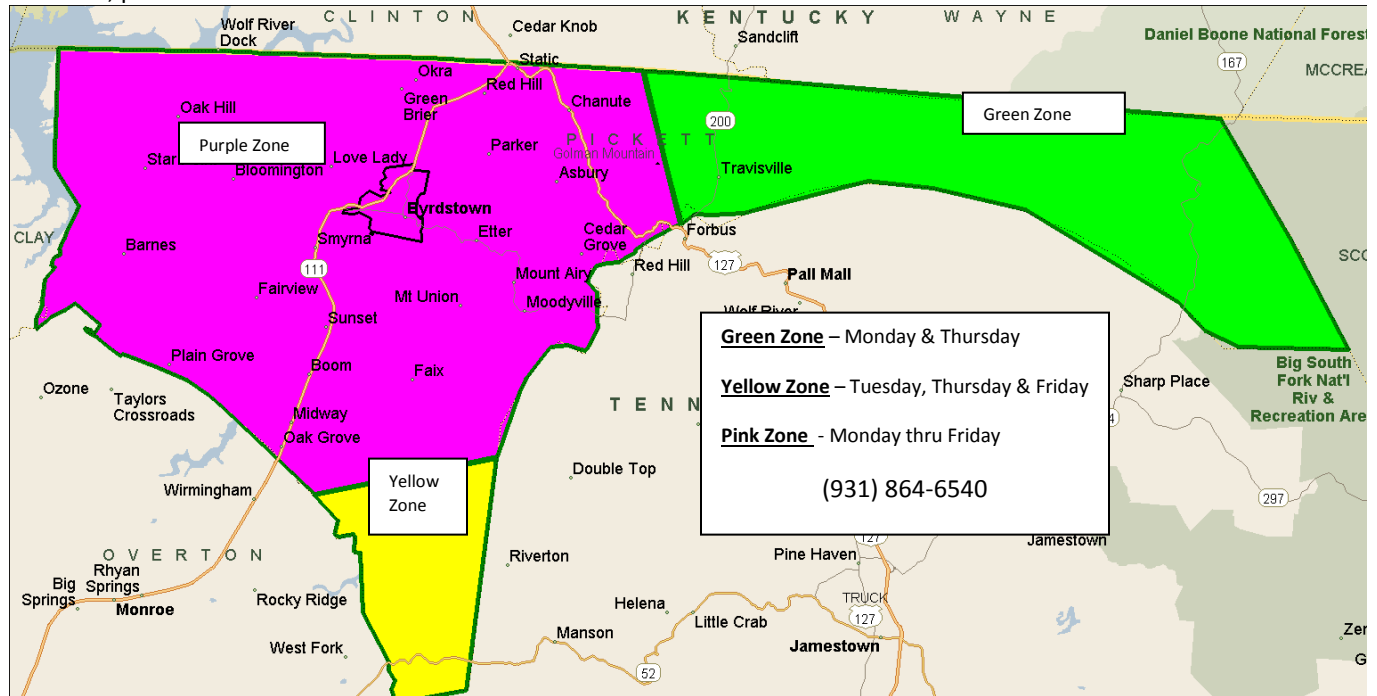 CLINTON
KENTUCKY
WAYNE
Wolf River
Dock
Cedar Knob
Sandclift
Daniel Boone National Forest
167
MCCREA
Static
Okra
Red Hill
Green
Brier
Chanute
Oak Hill
200
Green Zone
Purple Zone
PICKETT
Parker
Colman Mountain
Star
Bloomington
Love Lady
Asbury
Travisville
Byrdstown
CLAY
Barnes
Smyrna
Etter
Cedar
Grove
Forbus
SCO
111
Mount Airy
Red Hill
127
Pall Mall
Fairview
Mt Union
Moodyville
Wolf River
Sunset
Green Zone – Monday & Thursday
Plain Grove
Boom
Faix
Big South
Fork Nat'l
Riv &
Recreation Are
Ozone
Taylors
Crossroads
Yellow Zone – Tuesday, Thursday & Friday
Sharp Place
Midway
TENN
4
Oak Grove
Pink Zone - Monday thru Friday
Double Top
Yellow
Zone
Wirmingham
(931) 864-6540
297
127
Jamestown
OVERTON
Riverton
Pine Haven
Big
Springs
Rhyan
Springs
Monroe
Rocky Ridge
Helena
TRUCK
127
Little Crab
Zer
West Fork
Manson
Jamestown
G
52